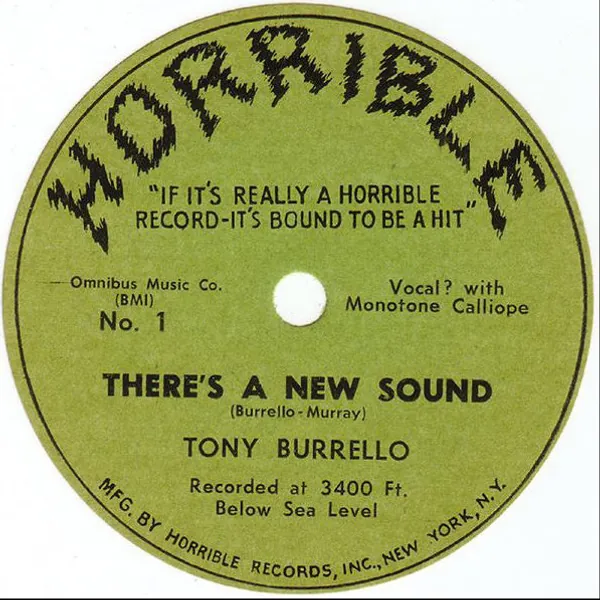 HORRIBLE
"IF IT'S REALLY A HORRIBLE
RECORD-IT'S BOUND TO BE A HIT"
Omnibus Music Co.
(BMI)
No. 1
Vocal? with
Monotone Calliope
THERE'S A NEW SOUND
(Burrello-Murray)
TONY BURRELLO
Recorded at 3400 Ft.
Below Sea Level
MFG. BY HORRIBLE RECORDS, INC., NEW YORK, N.Y.